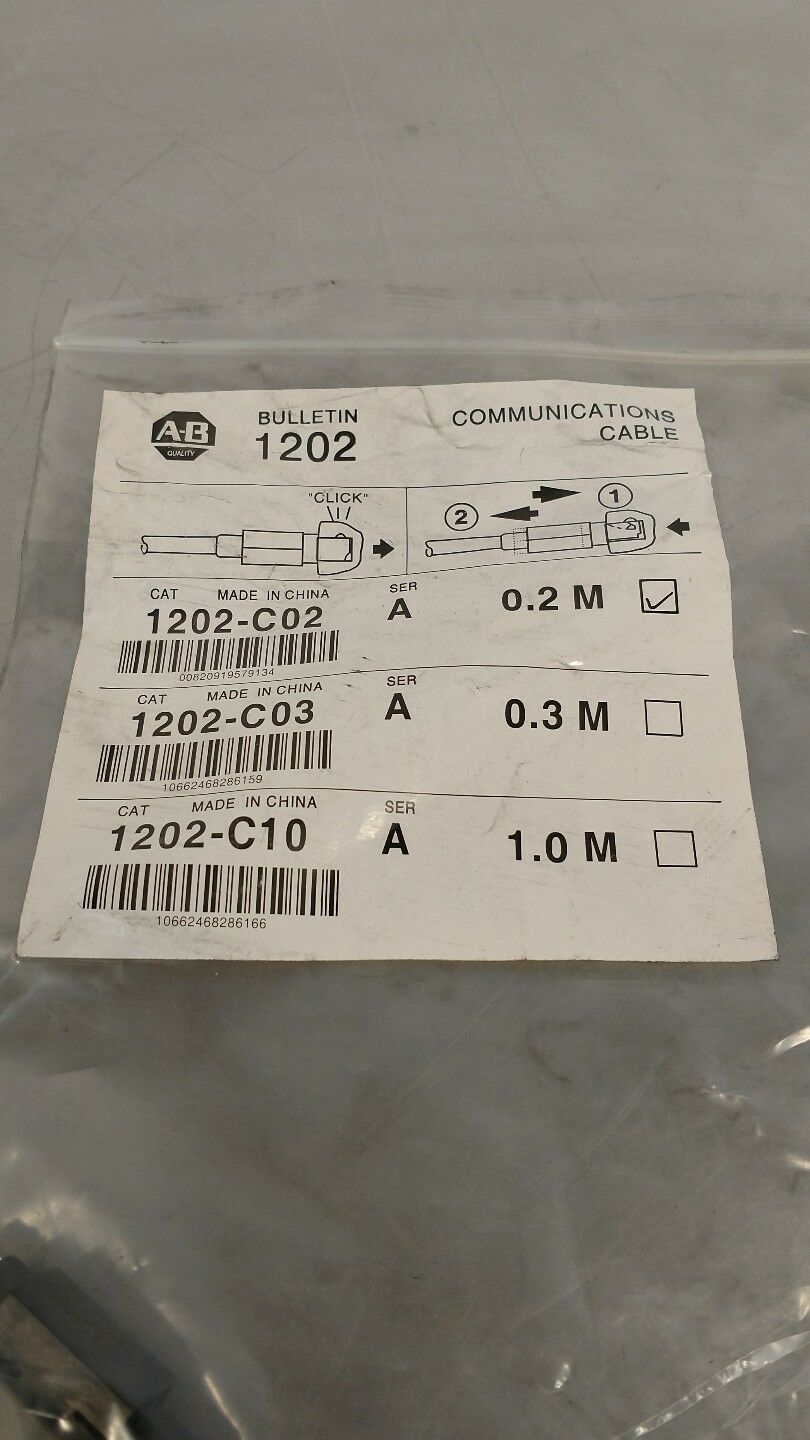 A-B
QUALITY
BULLETIN
1202
COMMUNICATIONS
CABLE
"CLICK"
2
1
CAT MADE IN CHINA SER
1202-C02 A 0.2 M
00820919579134
CAT MADE IN CHINA SER
1202-C03 A 0.3 M
10662468286159
CAT MADE IN CHINA SER
1202-C10 A 1.0 M
10662468286166